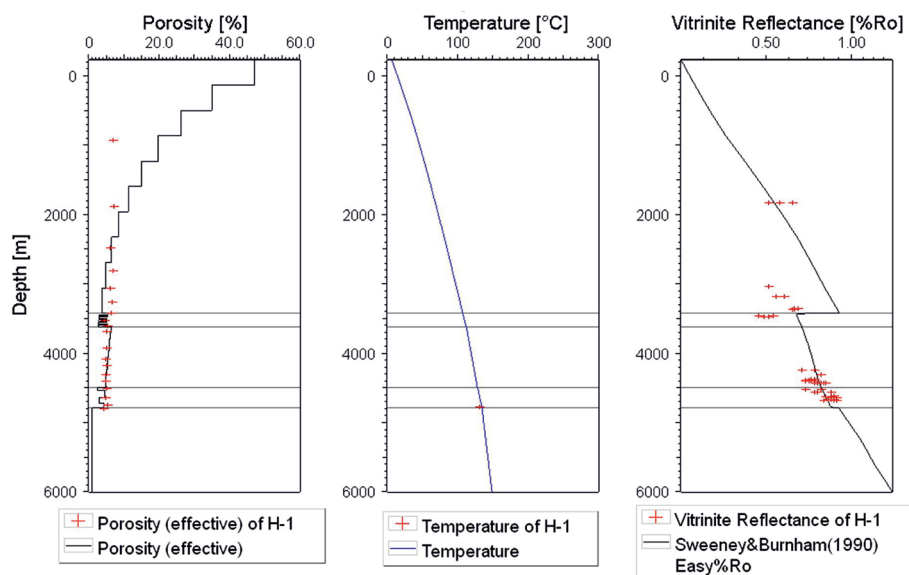 Porosity [%] Temperature [°C] Vitrinite Reflectance [%Ro]
0 20.0 40.0 60.0 0 100 200 300 0.50 1.00
0 0 0
2000 2000 2000
Depth [m]
4000 4000 4000
6000 6000 6000
Porosity (effective) of H-1
Porosity (effective)
Temperature of H-1
Temperature
Vitrinite Reflectance of H-1
Sweeney&Burnham(1990)
Easy%Ro